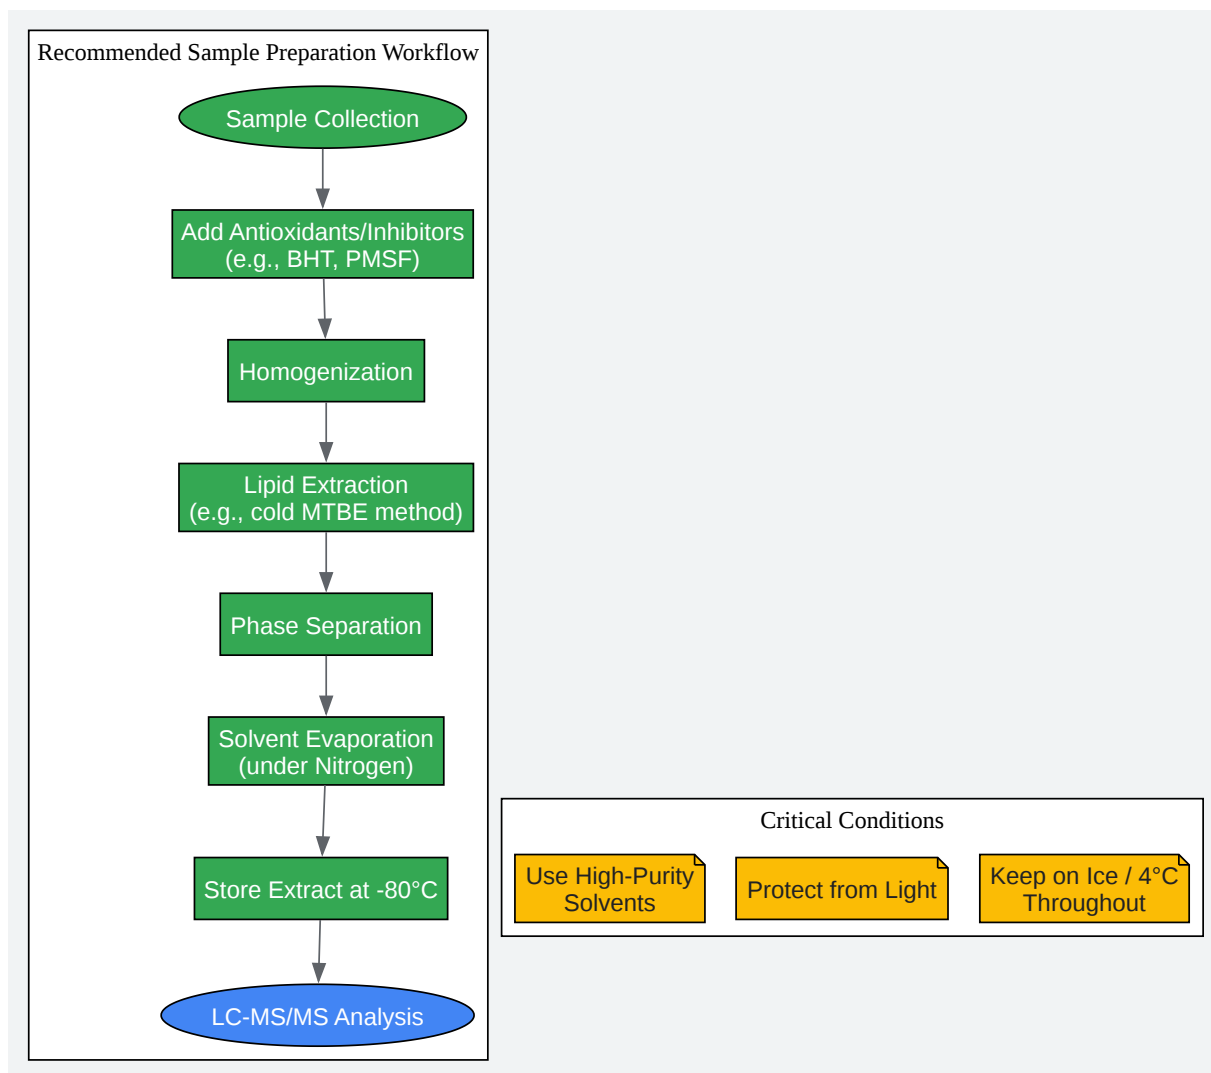 Recommended Sample Preparation Workflow
Sample Collection
Add Antioxidants/Inhibitors
(e.g., BHT, PMSF)
Homogenization
Lipid Extraction
(e.g., cold MTBE method)
Phase Separation
Solvent Evaporation
(under Nitrogen)
Store Extract at -80°C
LC-MS/MS Analysis
Critical Conditions
Use High-Purity
Solvents
Protect from Light
Keep on Ice / 4°C
Throughout